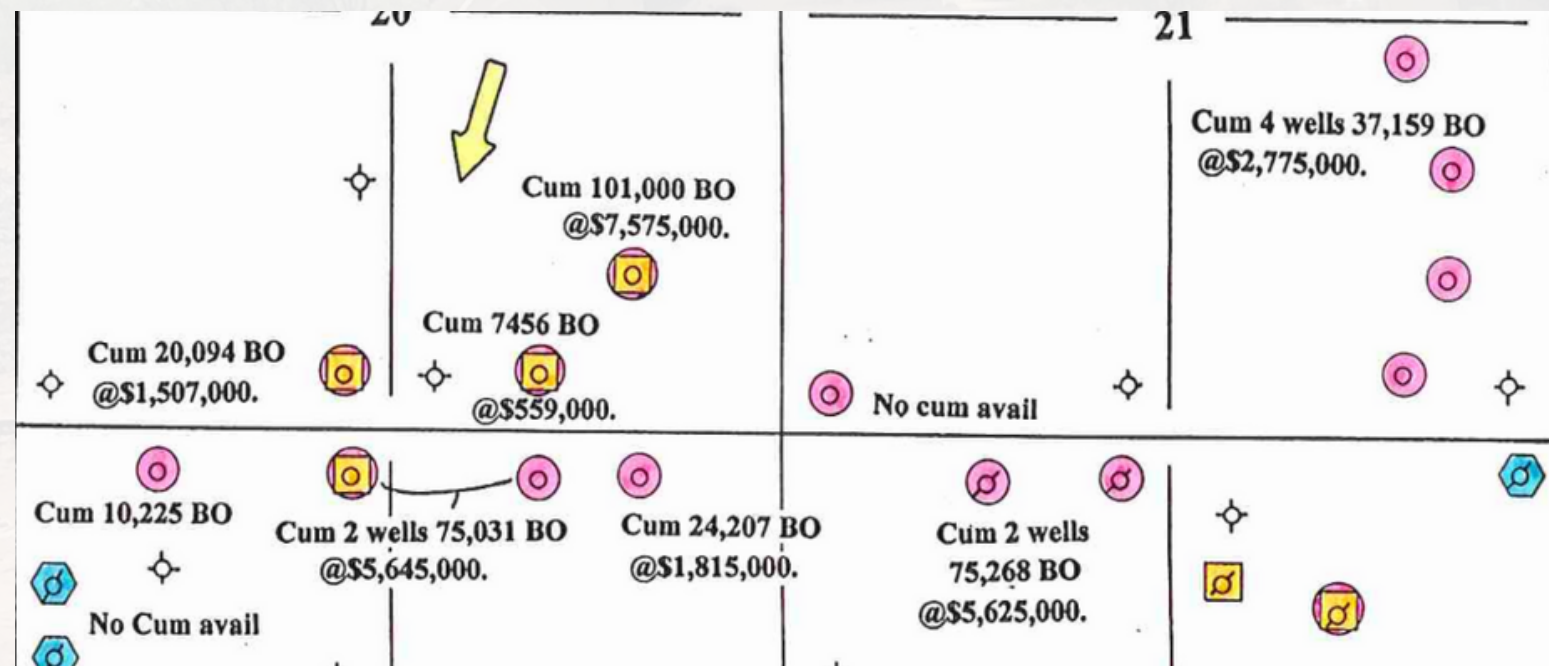 20
21
Cum 4 wells 37,159 BO
@$2,775,000.
Cum 101,000 BO
@$7,575,000.
Cum 7456 BO
@$559,000.
Cum 20,094 BO
@$1,507,000.
No cum avail
Cum 10,225 BO
Cum 2 wells 75,031 BO
@$5,645,000.
Cum 24,207 BO
@$1,815,000.
Cum 2 wells
75,268 BO
@$5,625,000.
No Cum avail